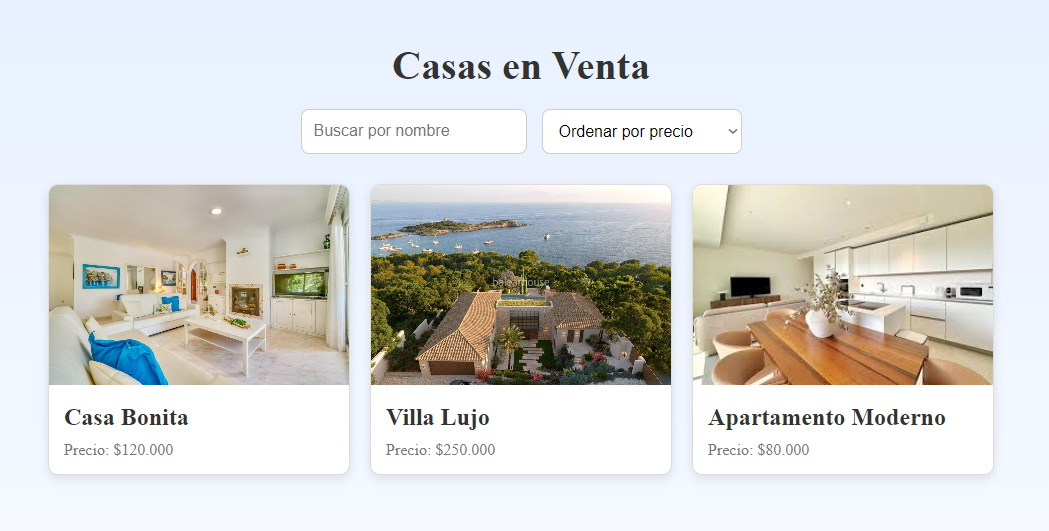 Casas en Venta
Buscar por nombre
Ordenar por precio
balearhouse
Casa Bonita
Precio: $120.000
Villa Lujo
Precio: $250.000
Apartamento Moderno
Precio: $80.000